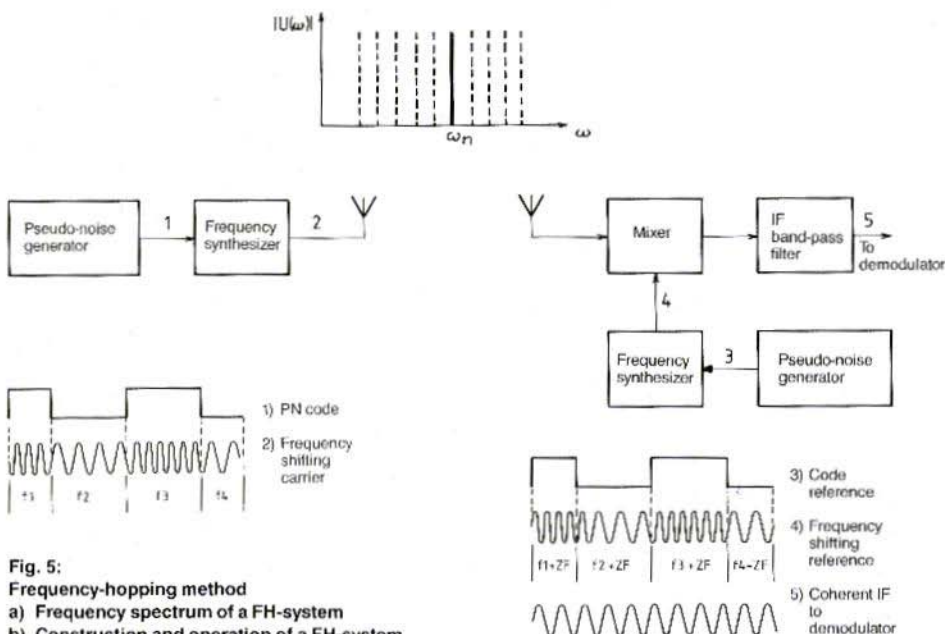 |U(ω)|
ωn
ω
Pseudo-noise
generator
1
Frequency
synthesizer
2
Mixer
IF
band-pass
filter
5
To
demodulator
4
Frequency
synthesizer
3
Pseudo-noise
generator
1) PN code
2) Frequency
shifting
carrier
f3 f2 f3 f4
3) Code
reference
4) Frequency
shifting
reference
f1+ZF f2+ZF f3+ZF f4-ZF
5) Coherent IF
to
demodulator
Fig. 5:
Frequency-hopping method
a) Frequency spectrum of a FH-system
b) Construction and operation of a FH-system